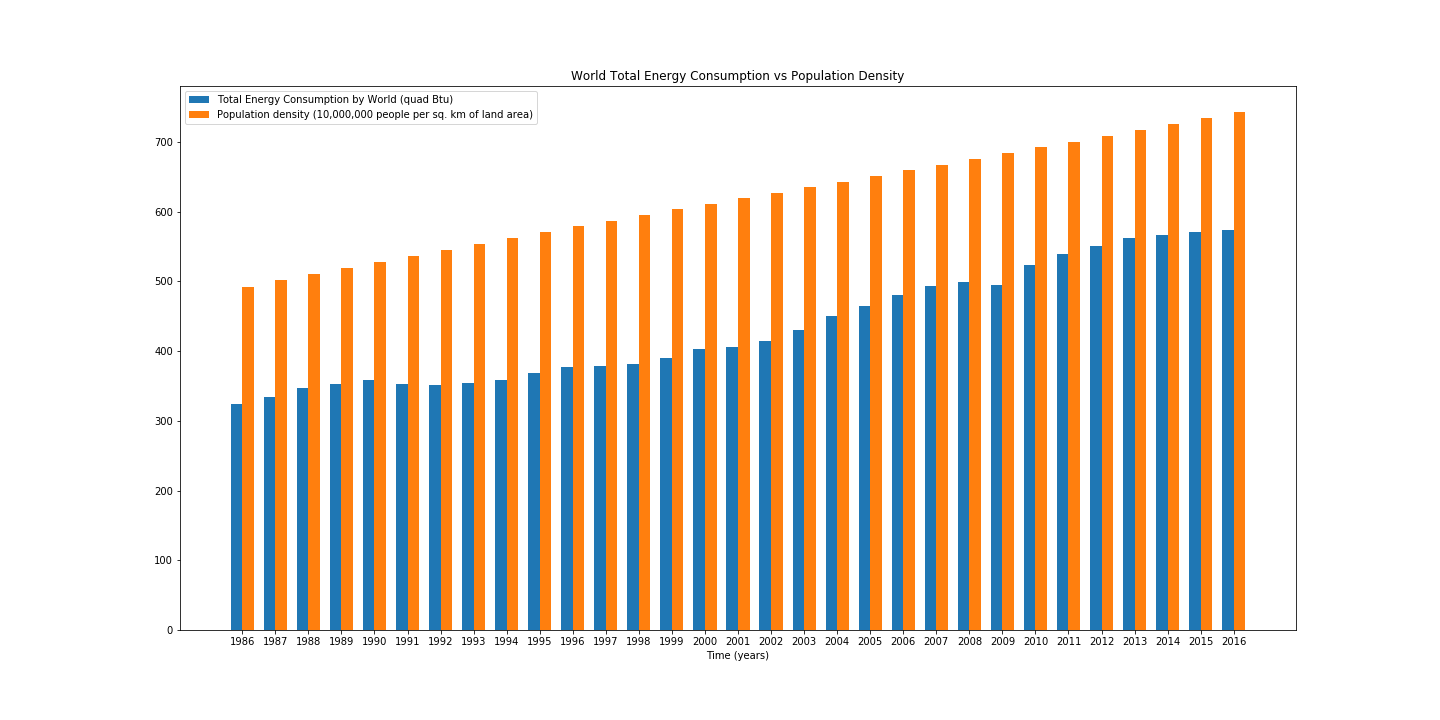 World Total Energy Consumption vs Population Density
Total Energy Consumption by World (quad Btu)
Population density (10,000,000 people per sq. km of land area)
700
600
500
400
300
200
100
0
1986 1987 1988 1989 1990 1991 1992 1993 1994 1995 1996 1997 1998 1999 2000 2001 2002 2003 2004 2005 2006 2007 2008 2009 2010 2011 2012 2013 2014 2015 2016
Time (years)